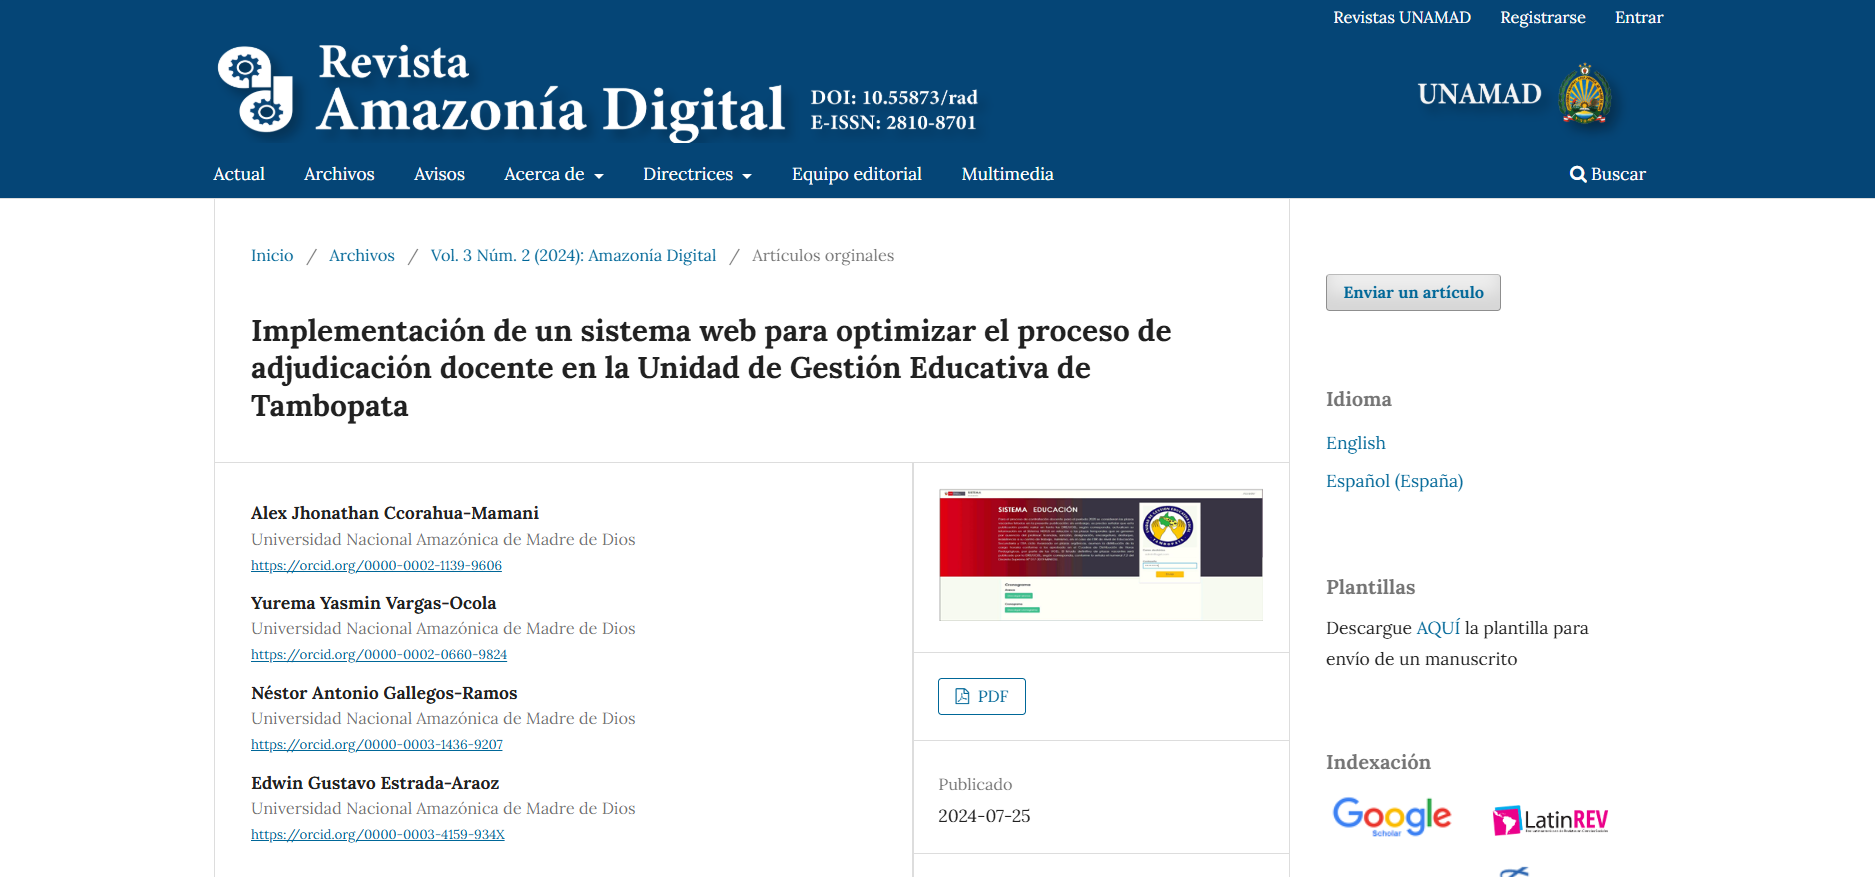 Revistas UNAMAD Registrarse Entrar
Revista
Amazonía Digital
DOI: 10.55873/rad
E-ISSN: 2810-8701
UNAMAD
Actual Archivos Avisos Acerca de Directrices Equipo editorial Multimedia Buscar
Inicio / Archivos / Vol. 3 Núm. 2 (2024): Amazonía Digital / Artículos orginales
Implementación de un sistema web para optimizar el proceso de
adjudicación docente en la Unidad de Gestión Educativa de
Tambopata
Alex Jhonathan Ccorahua-Mamani
Universidad Nacional Amazónica de Madre de Dios
https://orcid.org/0000-0002-1139-9606
Yurema Yasmin Vargas-Ocola
Universidad Nacional Amazónica de Madre de Dios
https://orcid.org/0000-0002-0660-9824
Néstor Antonio Gallegos-Ramos
Universidad Nacional Amazónica de Madre de Dios
https://orcid.org/0000-0003-1436-9207
Edwin Gustavo Estrada-Araoz
Universidad Nacional Amazónica de Madre de Dios
https://orcid.org/0000-0003-4159-934X
SISTEMA EDUCACIÓN
TAMBOPATA
Cronograma
PDF
Publicado
2024-07-25
Enviar un artículo
Idioma
English
Español (España)
Plantillas
Descargue AQUÍ la plantilla para
envío de un manuscrito
Indexación
Google
Scholar
LatinREV